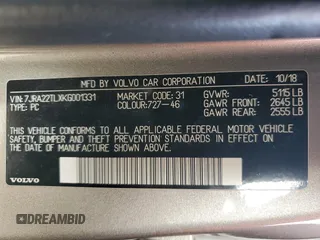 MFD BY VOLVO CAR CORPORATION DATE: 10/18
VIN: 7JRA22TLXKG001331 MARKET CODE: 31 GVWR: 5115 LB
TYPE: PC COLOUR: 727-46 GAWR FRONT: 2645 LB
GAWR REAR: 2555 LB
THIS VEHICLE CONFORMS TO ALL APPLICABLE FEDERAL MOTOR VEHICLE
SAFETY, BUMPER, AND THEFT PREVENTION STANDARDS IN EFFECT
ON THE DATE OF MANUFACTURE SHOWN ABOVE.
VOLVO
DREAMBID